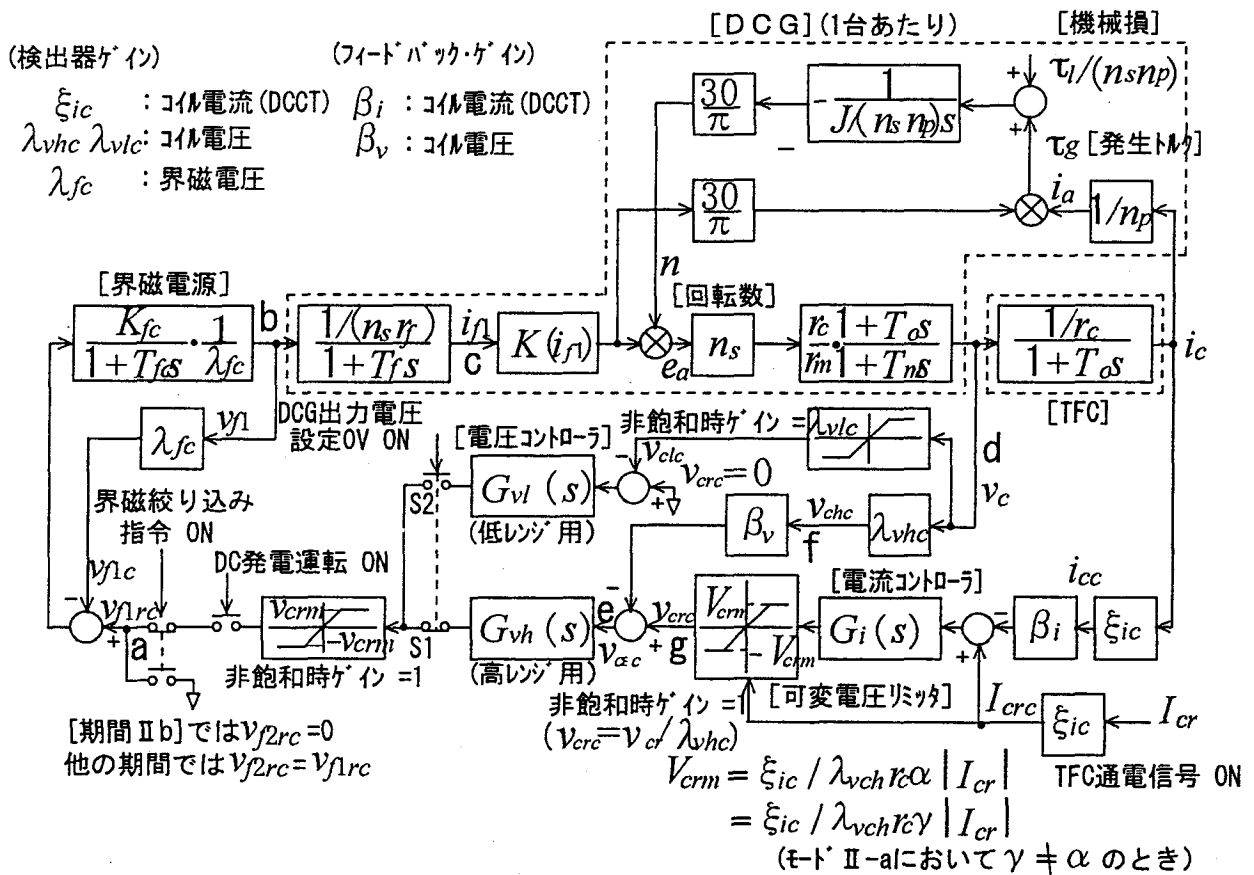 [DCG](1台あたり)
[機械損]
(検出器ｹﾞｲﾝ)
ξic :ｺｲﾙ電流(DCCT)
λvhc λvlc:ｺｲﾙ電圧
λfc :界磁電圧
(ﾌｨｰﾄﾞﾊﾞｯｸ･ｹﾞｲﾝ)
βi :ｺｲﾙ電流(DCCT)
βv :ｺｲﾙ電圧
30/π
-
-1/J/(nsnp)s
+
τl/(nsnp)
+
τg[発生ﾄﾙｸ]
30/π
ia
1/np
n
[界磁電源]
Kfc/1+Tfcs・1/λfc
b
1/(nsrf)/1+Tfs
if1
c
K(if1)
ea
[回転数]
ns
rc/rm・1+Tos/1+Tms
1/rc/1+Tos
[TFC]
ic
λfc
vf1
DCG出力電圧
設定0V ON
[電圧コントローラ]
非飽和時ｹﾞｲﾝ =λvlc
d
vc
S2
Gvl(s)
(低ﾚﾝｼﾞ用)
-
vclc
vcrc=0
+
βv
vchc
f
λvhc
界磁絞り込み
指令 ON
DC発電運転 ON
vf1c
-
vf1rc
+
a
vcrm
-vcrm
非飽和時ｹﾞｲﾝ =1
S1
Gvh(s)
(高ﾚﾝｼﾞ用)
e
-
vcrc
+
g
Vcrm
-Vcrm
[電流コントローラ]
Gi(s)
-
+
icc
βi
ξic
非飽和時ｹﾞｲﾝ =1
(vcrc=vcr/λvhc)
[可変電圧リミッタ]
Icrc
ξic
Icr
TFC通電信号 ON
[期間Ⅱb]ではvf2rc=0
他の期間ではvf2rc=vf1rc
Vcrm=ξic/λvchrcα|Icr|
=ξic/λvchrcγ|Icr|
(ﾓｰﾄﾞⅡ-aにおいてγ≠αのとき)